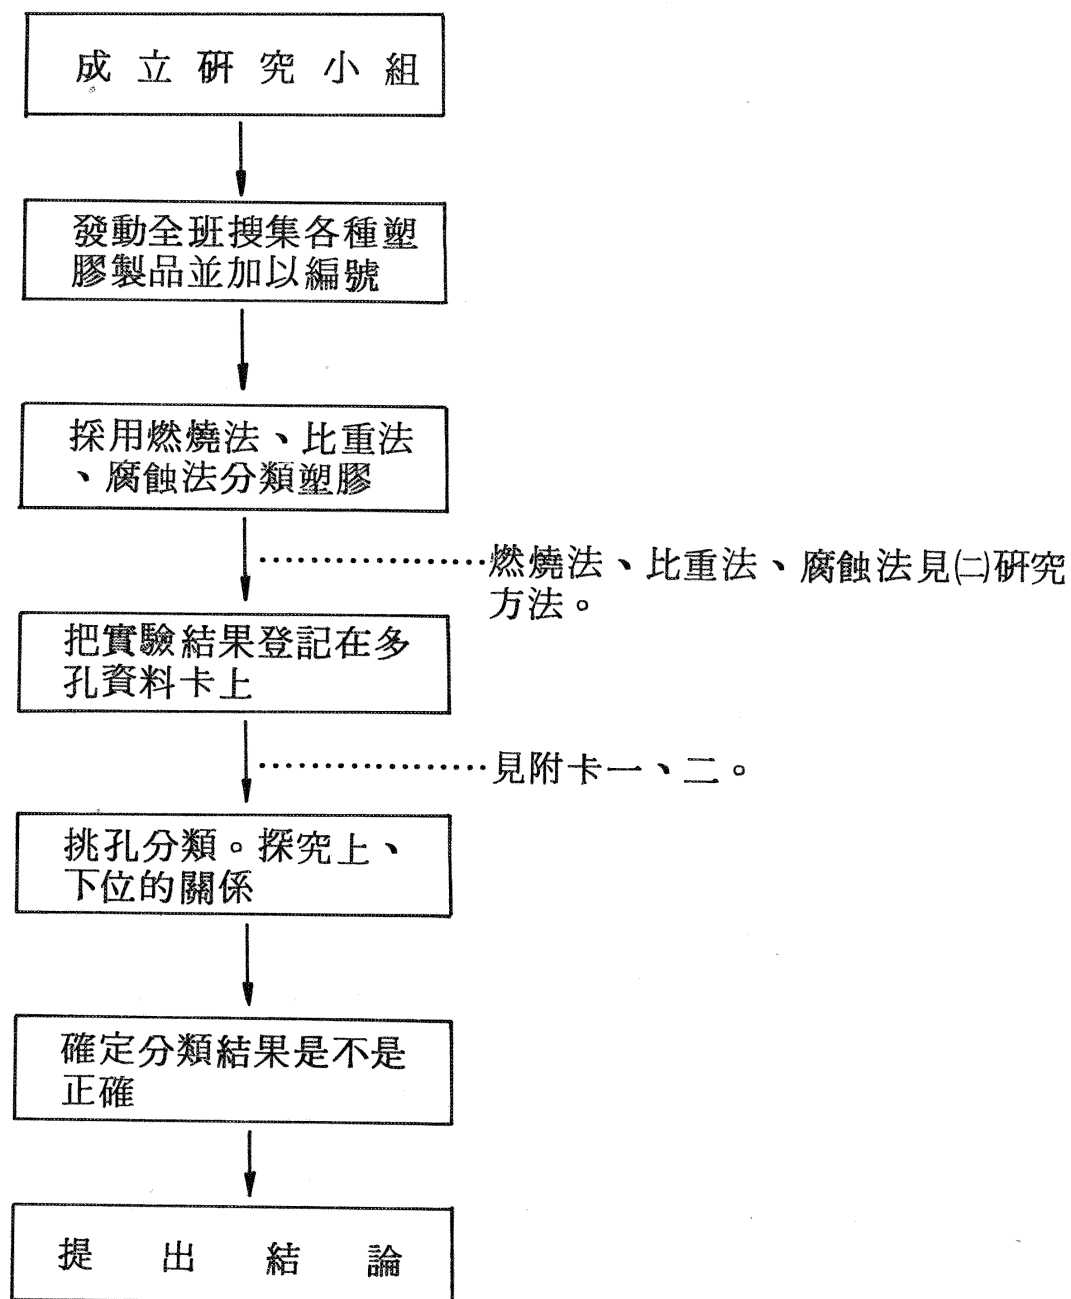 成立研究小組
發動全班搜集各種塑
膠製品並加以編號
採用燃燒法、比重法
、腐蝕法分類塑膠
燃燒法、比重法、腐蝕法見㈡研究
方法。
把實驗結果登記在多
孔資料卡上
見附卡一、二。
挑孔分類。探究上、
下位的關係
確定分類結果是不是
正確
提出結論